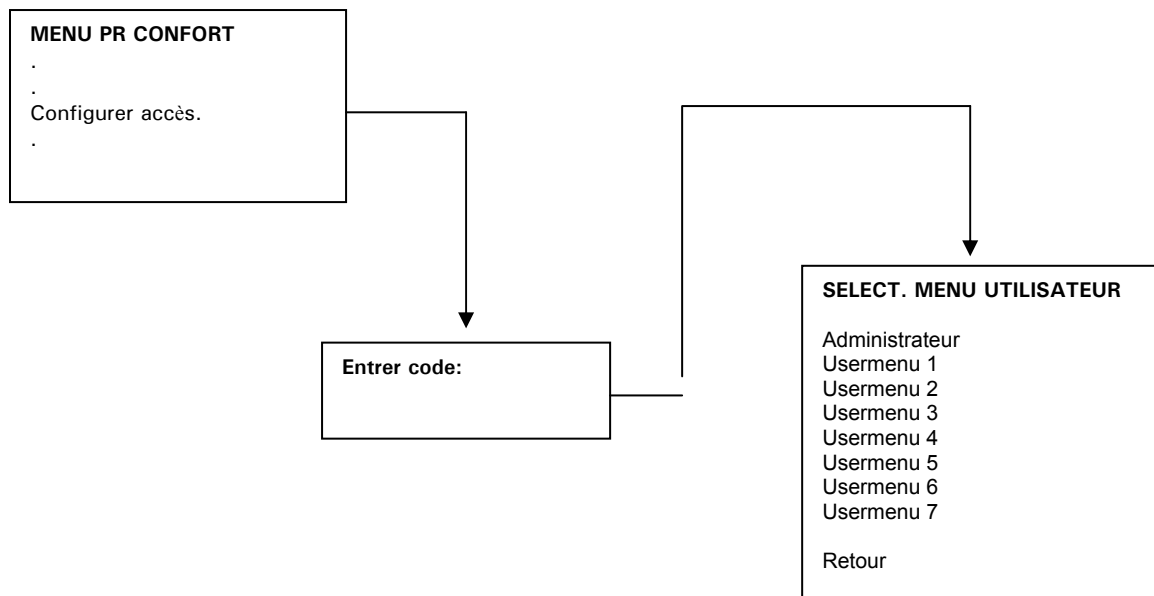 MENU PR CONFORT
.
.
Configurer accès.
.
Entrer code:
SELECT. MENU UTILISATEUR
Administrateur
Usermenu 1
Usermenu 2
Usermenu 3
Usermenu 4
Usermenu 5
Usermenu 6
Usermenu 7
Retour